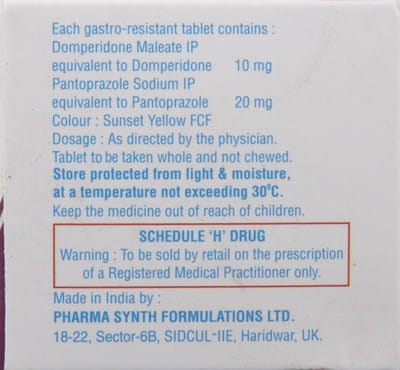 Each gastro-resistant tablet contains :
Domperidone Maleate IP
equivalent to Domperidone 10 mg
Pantoprazole Sodium IP
equivalent to Pantoprazole 20 mg
Colour : Sunset Yellow FCF
Dosage : As directed by the physician.
Tablet to be taken whole and not chewed.
Store protected from light & moisture,
at a temperature not exceeding 30°C.
Keep the medicine out of reach of children.
SCHEDULE 'H' DRUG
Warning : To be sold by retail on the prescription
of a Registered Medical Practitioner only.
Made in India by :
PHARMA SYNTH FORMULATIONS LTD.
18-22, Sector-6B, SIDCUL-IIE, Haridwar, UK.